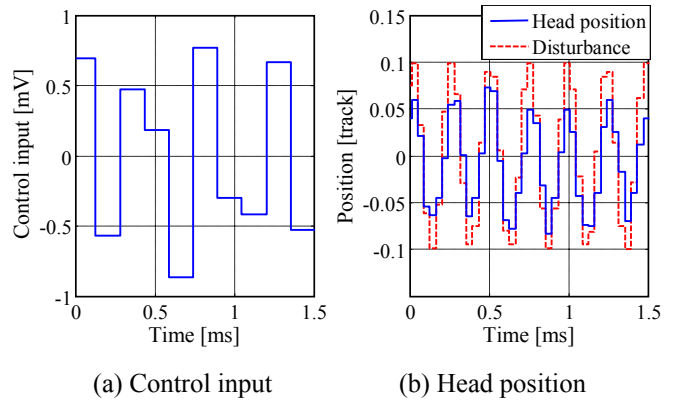 Control input [mV]
1
0.5
0
-0.5
-1
0
0.5
1
1.5
Time [ms]
(a) Control input
Head position
Disturbance
Position [track]
0.15
0.1
0.05
0
-0.05
-0.1
0
0.5
1
1.5
Time [ms]
(b) Head position